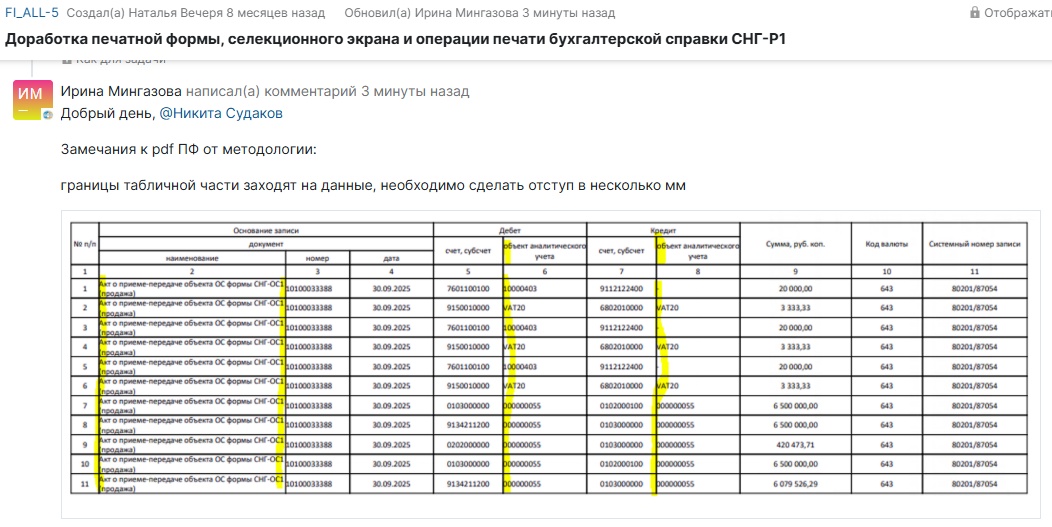 FI_ALL-5 Создал(а) Наталья Вечеря 8 месяцев назад Обновил(а) Ирина Мингазова 3 минуты назад Отображать
Доработка печатной формы, селекционного экрана и операции печати бухгалтерской справки СНГ-Р1
Как для задачи
ИМ
Ирина Мингазова написал(а) комментарий 3 минуты назад
Добрый день, @Никита Судаков
Замечания к pdf ПФ от методологии:
границы табличной части заходят на данные, необходимо сделать отступ в несколько мм
№ п/п Основание записи Дебет Кредит Сумма, руб. коп. Код валюты Системный номер записи
документ счет, субсчет объект аналитического учета счет, субсчет объект аналитического учета
наименование номер дата
1 2 3 4 5 6 7 8 9 10 11
1 Акт о приеме-передаче объекта ОС формы СНГ-ОС1 (продажа) 10100033388 30.09.2025 7601100100 10000403 9112122400 - 20 000,00 643 80201/87054
2 Акт о приеме-передаче объекта ОС формы СНГ-ОС1 (продажа) 10100033388 30.09.2025 9150010000 VAT20 6802010000 VAT20 3 333,33 643 80201/87054
3 Акт о приеме-передаче объекта ОС формы СНГ-ОС1 (продажа) 10100033388 30.09.2025 7601100100 10000403 9112122400 - 20 000,00 643 80201/87054
4 Акт о приеме-передаче объекта ОС формы СНГ-ОС1 (продажа) 10100033388 30.09.2025 9150010000 VAT20 6802010000 VAT20 3 333,33 643 80201/87054
5 Акт о приеме-передаче объекта ОС формы СНГ-ОС1 (продажа) 10100033388 30.09.2025 7601100100 10000403 9112122400 - 20 000,00 643 80201/87054
6 Акт о приеме-передаче объекта ОС формы СНГ-ОС1 (продажа) 10100033388 30.09.2025 9150010000 VAT20 6802010000 VAT20 3 333,33 643 80201/87054
7 Акт о приеме-передаче объекта ОС формы СНГ-ОС1 (продажа) 10100033388 30.09.2025 0103000000 000000055 0102000100 000000055 6 500 000,00 643 80201/87054
8 Акт о приеме-передаче объекта ОС формы СНГ-ОС1 (продажа) 10100033388 30.09.2025 9134211200 000000055 0103000000 000000055 6 500 000,00 643 80201/87054
9 Акт о приеме-передаче объекта ОС формы СНГ-ОС1 (продажа) 10100033388 30.09.2025 0202000000 000000055 0103000000 000000055 420 473,71 643 80201/87054
10 Акт о приеме-передаче объекта ОС формы СНГ-ОС1 (продажа) 10100033388 30.09.2025 0103000000 000000055 0102000100 000000055 6 500 000,00 643 80201/87054
11 Акт о приеме-передаче объекта ОС формы СНГ-ОС1 (продажа) 10100033388 30.09.2025 9134211200 000000055 0103000000 000000055 6 079 526,29 643 80201/87054